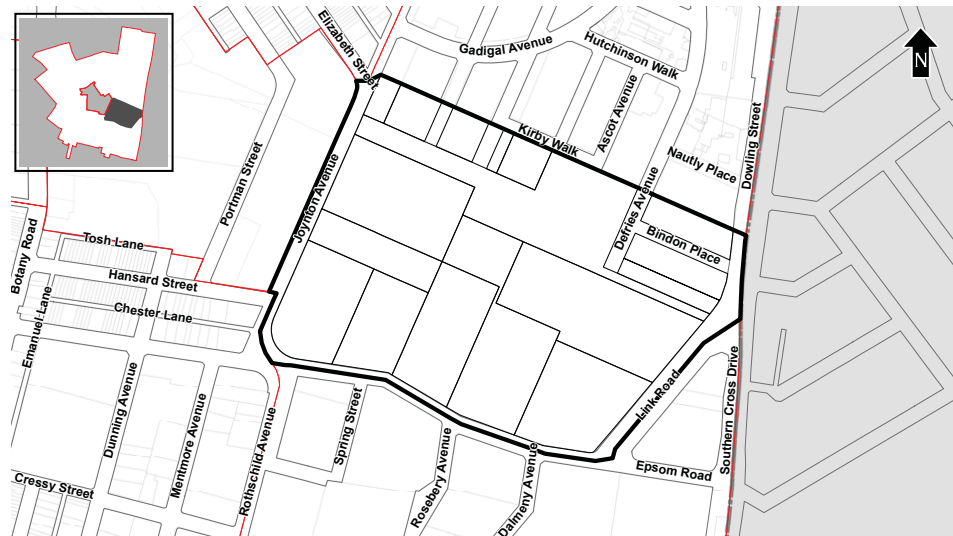 Elizabeth Street
Gadigal Avenue
Hutchinson Walk
N
Ascot Avenue
Kirby Walk
Dowling Street
Nautly Place
Portman Street
Joynton Avenue
Defries Avenue
Bindon Place
Botany Road
Tosh Lane
Hansard Street
Chester Lane
Emanuel Lane
Dunning Avenue
Mentmore Avenue
Rothschild Avenue
Spring Street
Link Road
Southern Cross Drive
Rosebery Avenue
Dalmeny Avenue
Epsom Road
Cressy Street